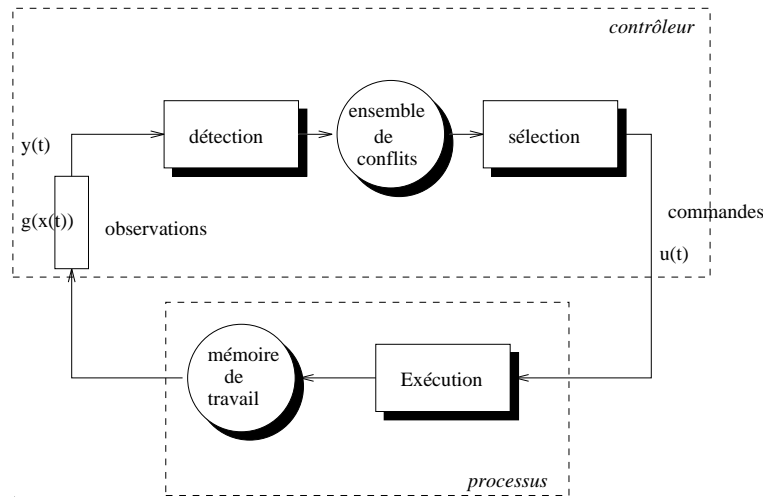 contrôleur
ensemble
de
conflits
détection
sélection
y(t)
g(x(t))
observations
commandes
u(t)
mémoire
de
travail
Exécution
processus